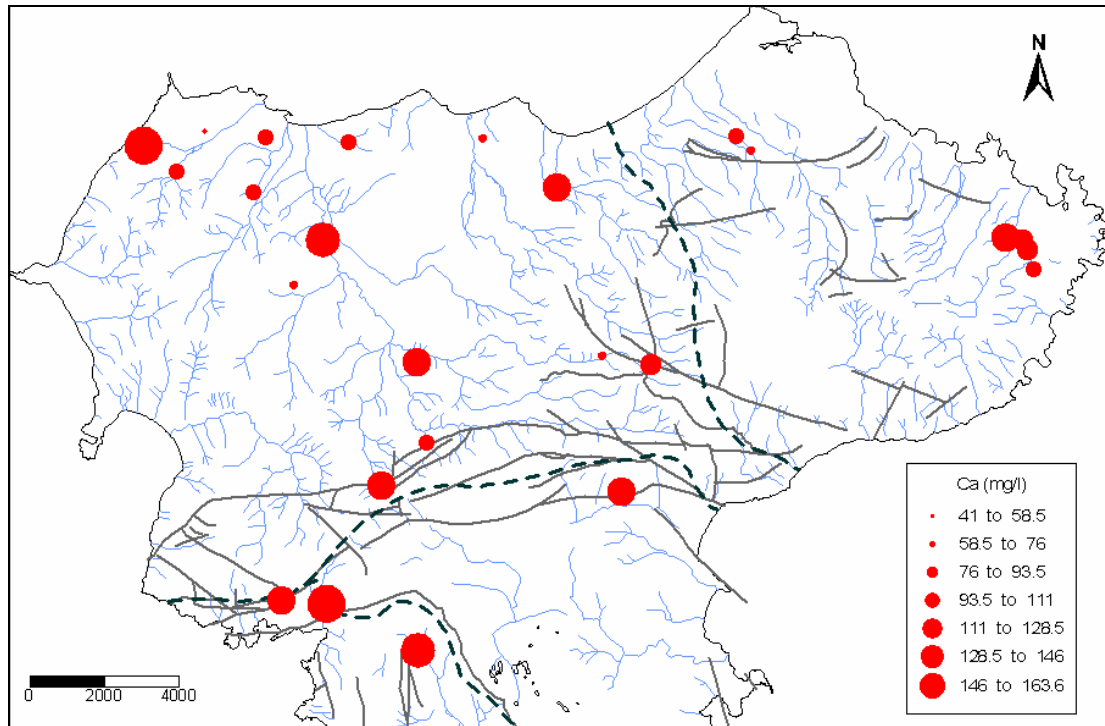 N
Ca (mg/l)
41 to 58.5
58.5 to 76
76 to 93.5
93.5 to 111
111 to 128.5
128.5 to 146
146 to 163.6
0 2000 4000